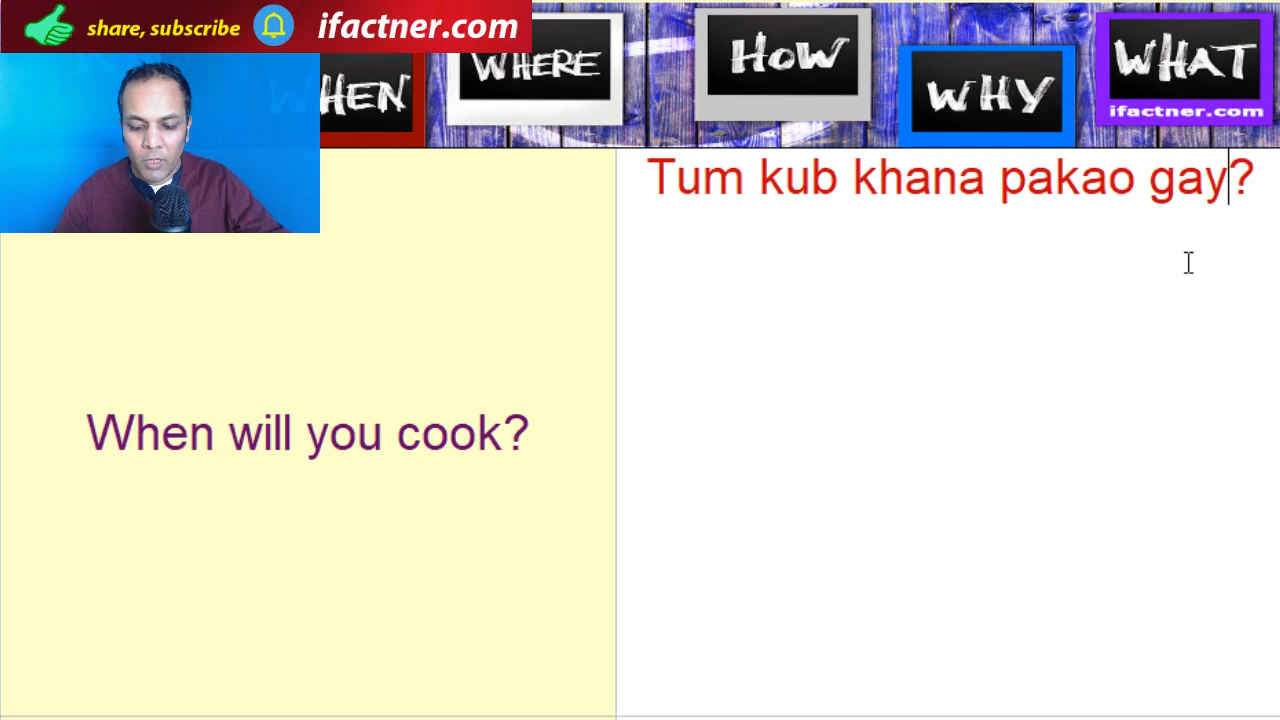 share, subscribe
ifactner.com
WHEN
WHERE
HOW
WHY
WHAT
ifactner.com
Tum kub khana pakao gay?
When will you cook?